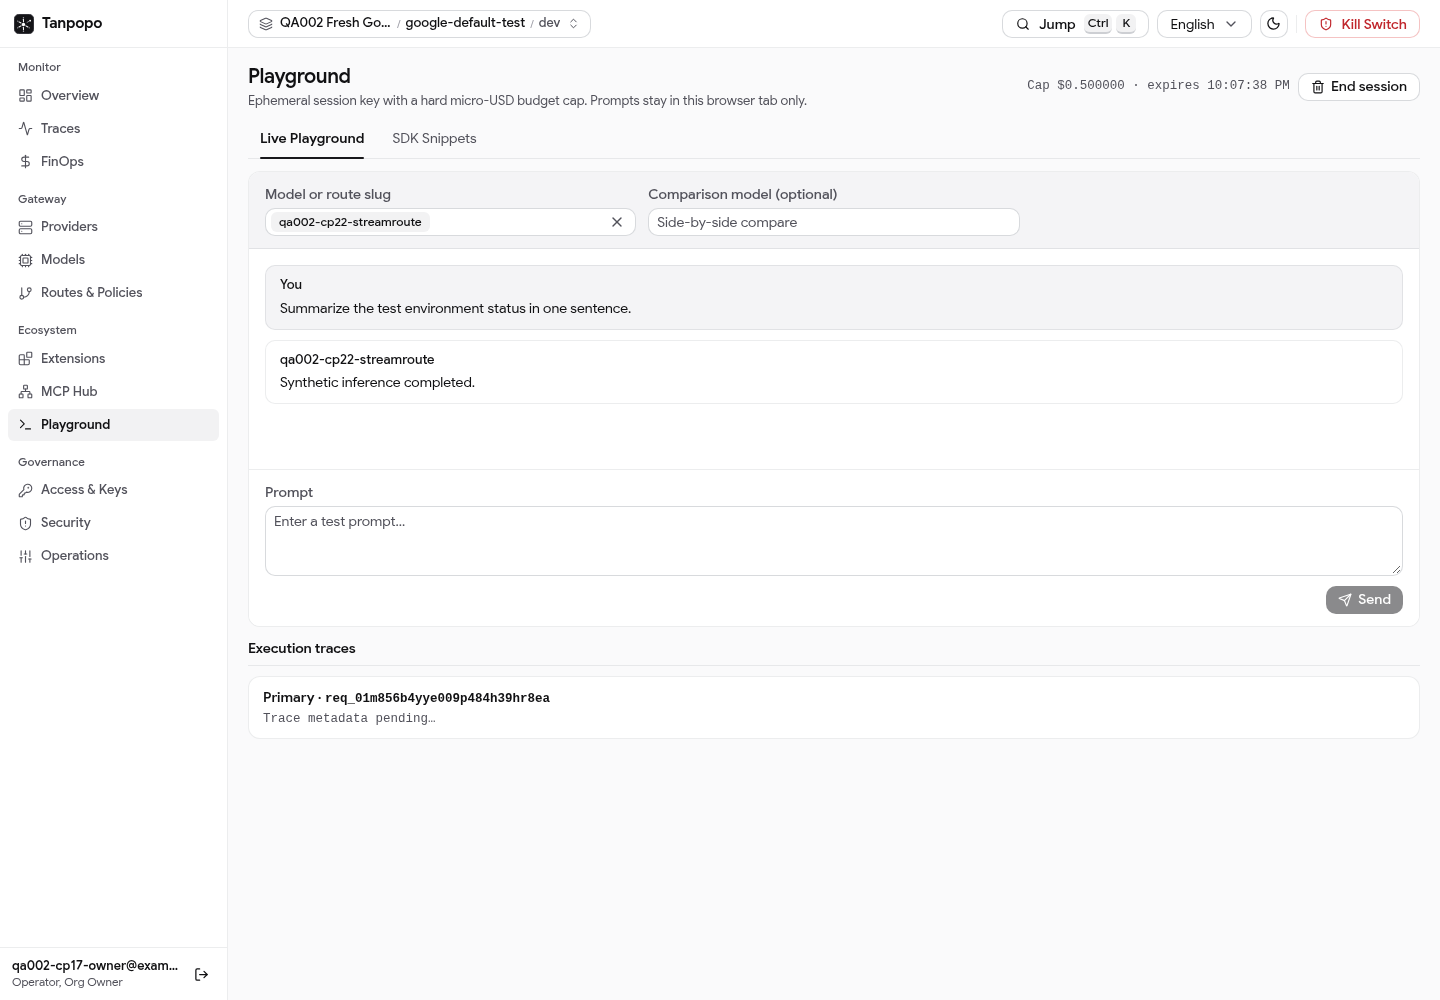 Tanpopo
QA002 Fresh Go... / google-default-test / dev
Jump Ctrl K
English
Kill Switch
Monitor
Overview
Traces
FinOps
Gateway
Providers
Models
Routes & Policies
Ecosystem
Extensions
MCP Hub
Playground
Governance
Access & Keys
Security
Operations
qa002-cp17-owner@exam...
Operator, Org Owner
Playground
Ephemeral session key with a hard micro-USD budget cap. Prompts stay in this browser tab only.
Cap $0.500000 · expires 10:07:38 PM
End session
Live Playground
SDK Snippets
Model or route slug
qa002-cp22-streamroute
Comparison model (optional)
Side-by-side compare
You
Summarize the test environment status in one sentence.
qa002-cp22-streamroute
Synthetic inference completed.
Prompt
Enter a test prompt...
Send
Execution traces
Primary · req_01m856b4yye009p484h39hr8ea
Trace metadata pending…